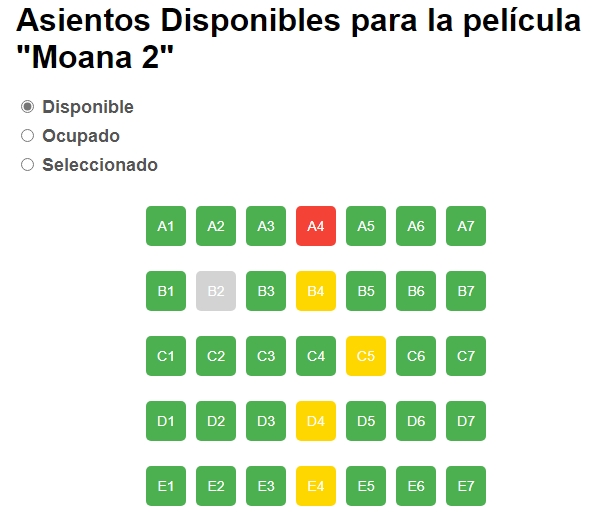 Asientos Disponibles para la película
"Moana 2"
Disponible
Ocupado
Seleccionado
A1 A2 A3 A4 A5 A6 A7
B1 B2 B3 B4 B5 B6 B7
C1 C2 C3 C4 C5 C6 C7
D1 D2 D3 D4 D5 D6 D7
E1 E2 E3 E4 E5 E6 E7